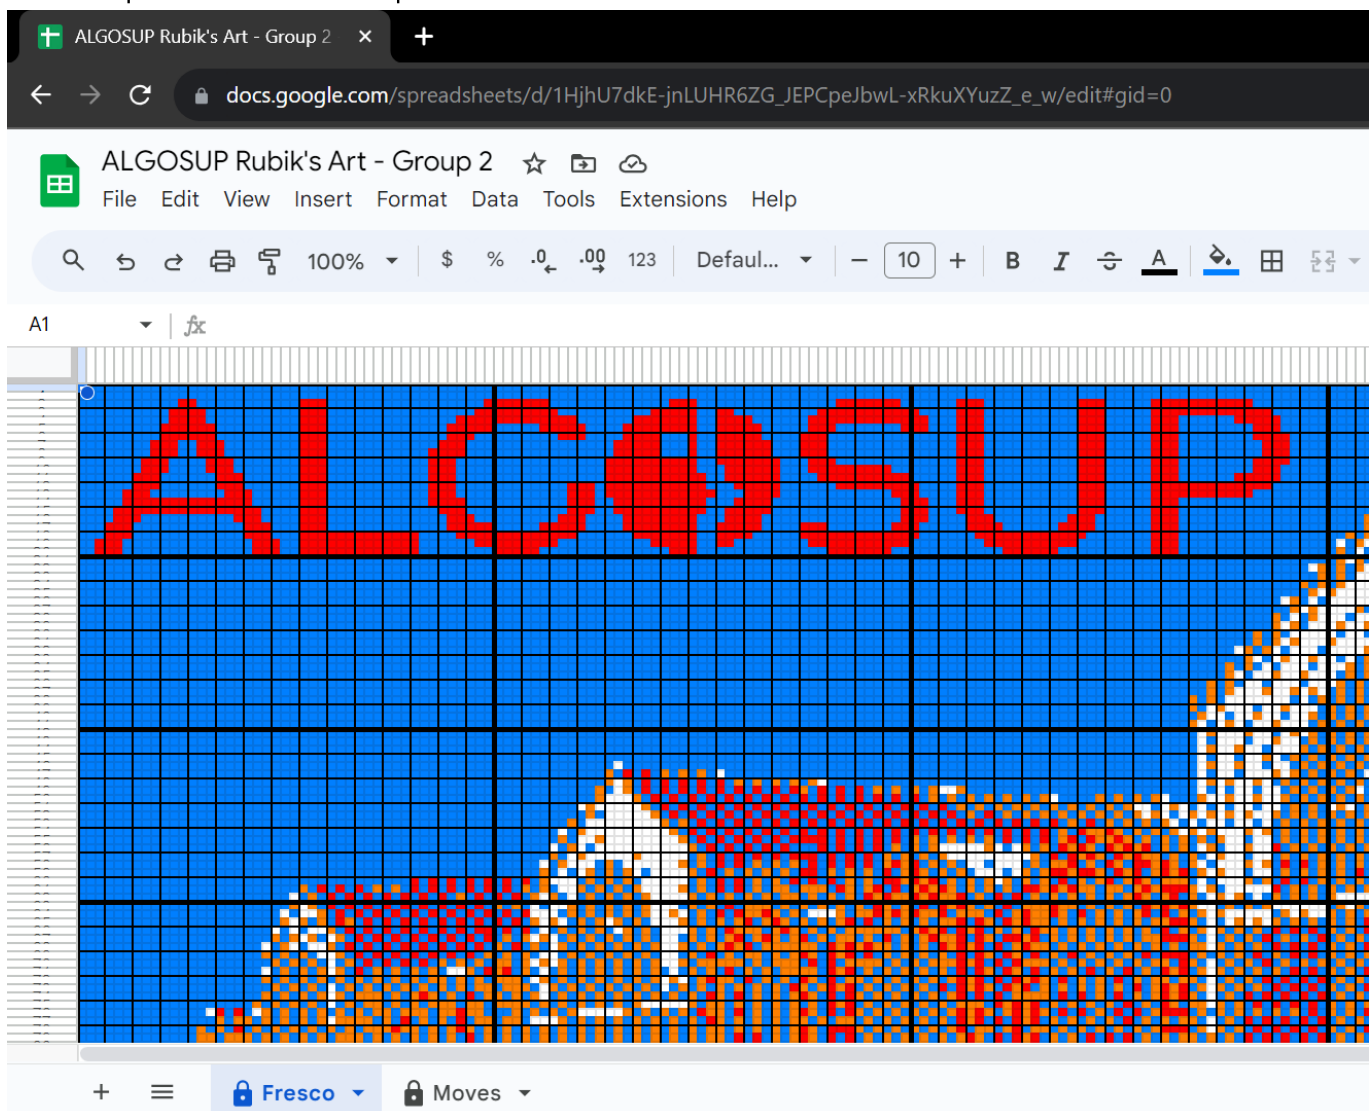 ALGOSUP Rubik's Art - Group 2
docs.google.com/spreadsheets/d/1HjhU7dkE-jnLUHR6ZG_JEPCpeJbwL-xRkuXYuzZ_e_w/edit#gid=0
ALGOSUP Rubik's Art - Group 2
File Edit View Insert Format Data Tools Extensions Help
100% $ % .0 .00 123 Defaul... 10 B I A
A1 fx
ALGOSUP
Fresco Moves